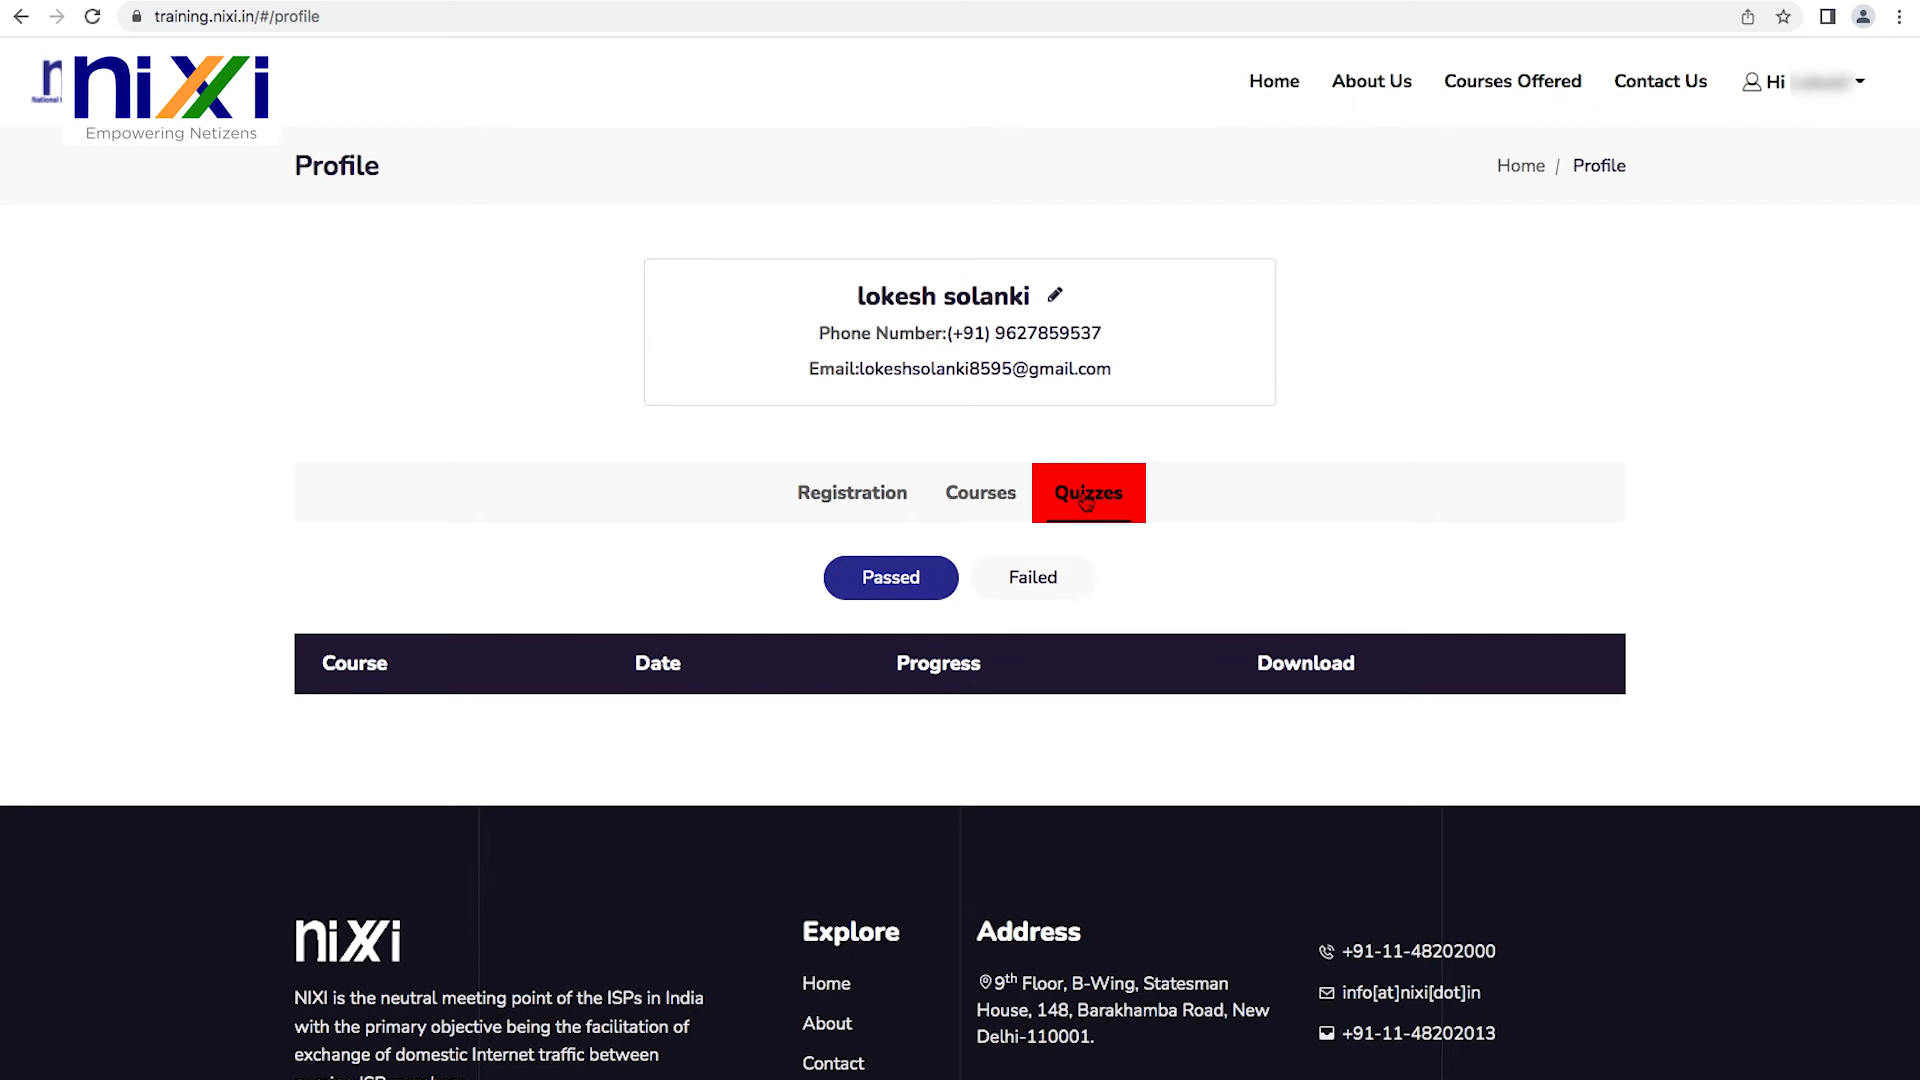 training.nixi.in/#/profile
nixi
Empowering Netizens
Home
About Us
Courses Offered
Contact Us
Hi
Profile
Home / Profile
lokesh solanki
Phone Number:(+91) 9627859537
Email:lokeshsolanki8595@gmail.com
Registration
Courses
Quizzes
Passed
Failed
Course Date Progress Download
nixi
NIXI is the neutral meeting point of the ISPs in India
with the primary objective being the facilitation of
exchange of domestic Internet traffic between
Explore
Home
About
Contact
Address
9th Floor, B-Wing, Statesman
House, 148, Barakhamba Road, New
Delhi-110001.
+91-11-48202000
info[at]nixi[dot]in
+91-11-48202013